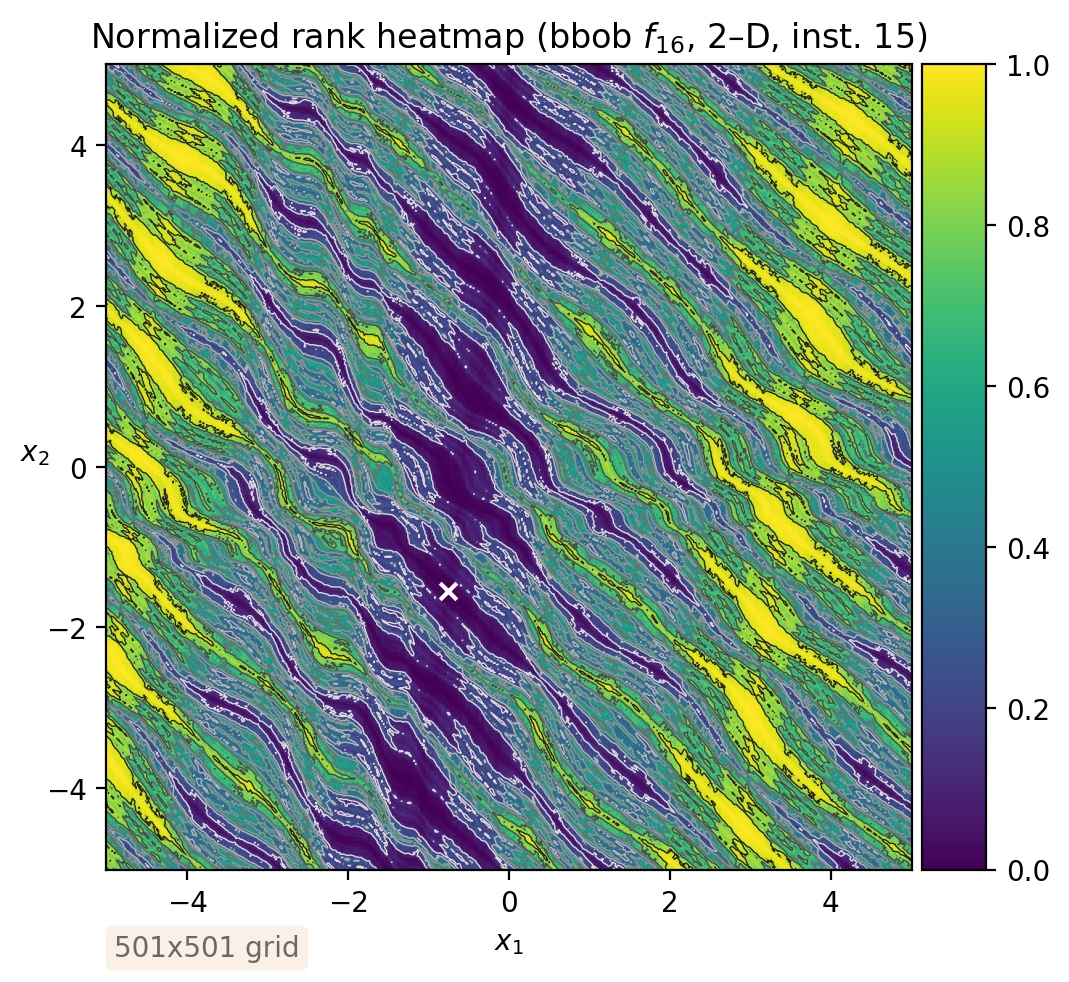 Normalized rank heatmap (bbob f₁₆, 2–D, inst. 15)
1.0
0.8
0.6
0.4
0.2
0.0
4
2
0
−2
−4
x₂
−4 −2 0 2 4
x₁
501x501 grid